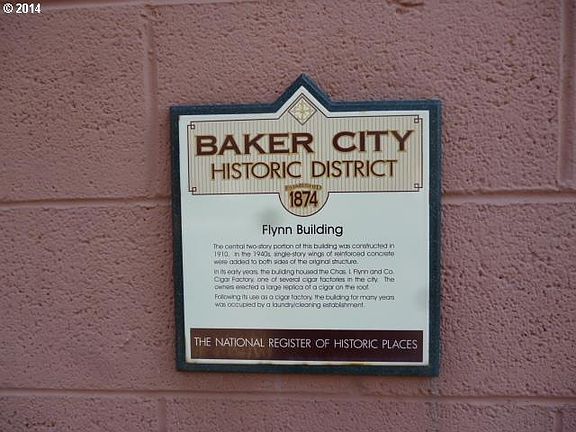 © 2014
BAKER CITY
HISTORIC DISTRICT
ESTABLISHED
1874
Flynn Building
The central two-story portion of this building was constructed in
1910. In the 1940s, single-story wings of reinforced concrete
were added to both sides of the original structure.
In its early years, the building housed the Chas. I. Flynn and Co.
Cigar Factory, one of several cigar factories in the city. The
owners erected a large replica of a cigar on the roof.
Following its use as a cigar factory, the building for many years
was occupied by a laundry/cleaning establishment.
THE NATIONAL REGISTER OF HISTORIC PLACES